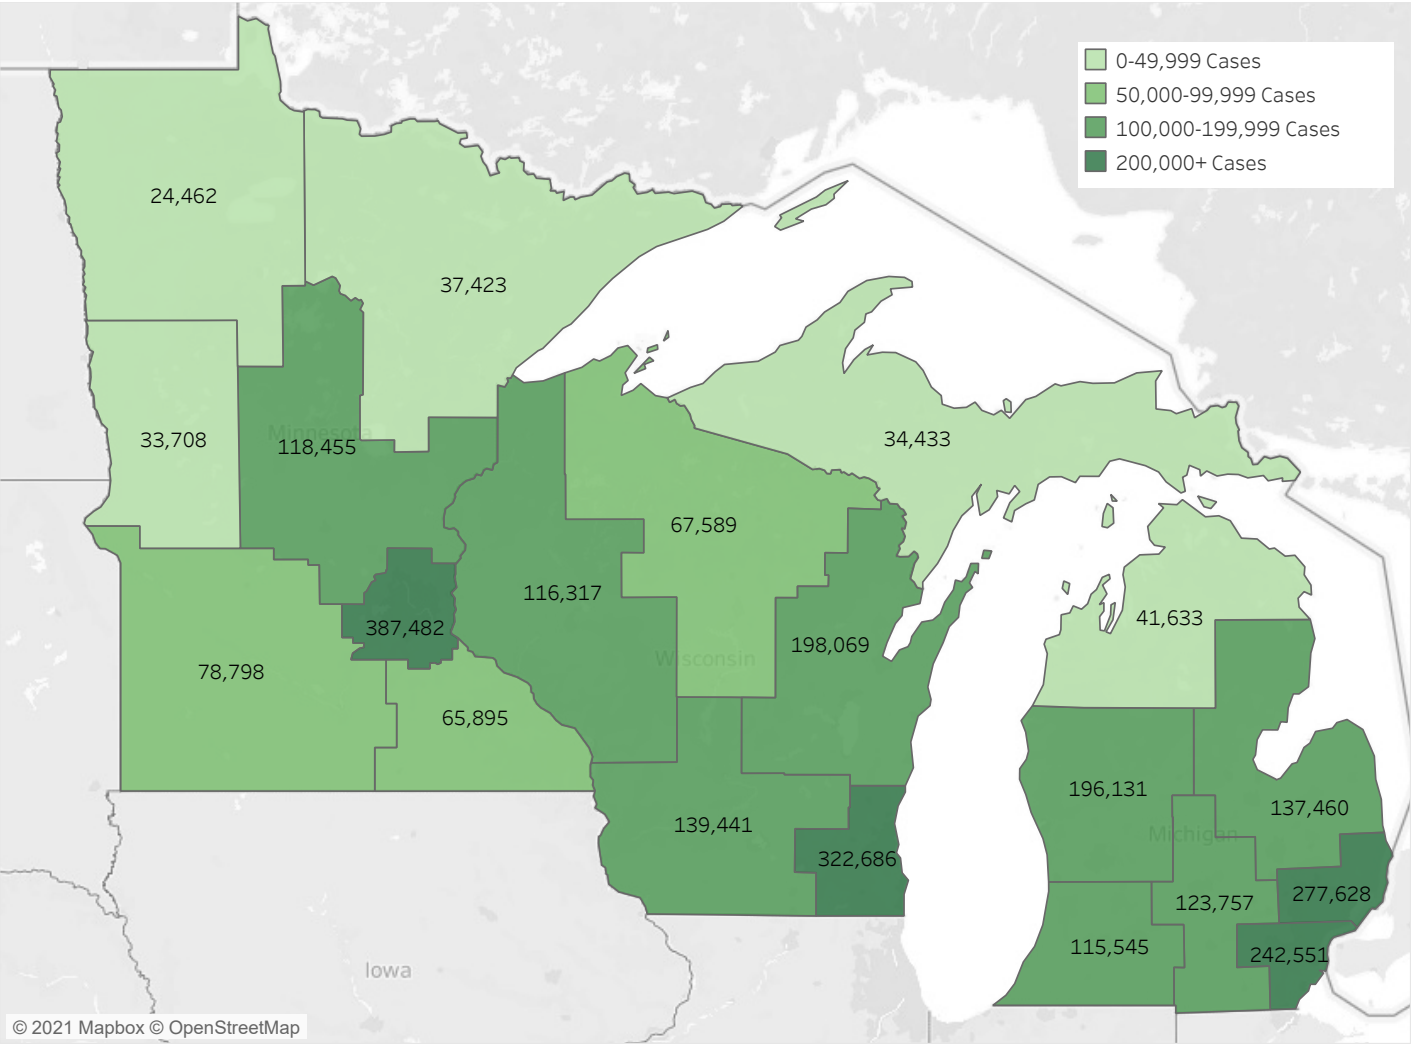 0-49,999 Cases
50,000-99,999 Cases
100,000-199,999 Cases
200,000+ Cases
24,462
37,423
33,708
Minnesota
118,455
34,433
67,589
116,317
41,633
387,482
198,069
Wisconsin
78,798
65,895
196,131
137,460
139,441
Michigan
322,686
277,628
123,757
115,545
242,551
Iowa
© 2021 Mapbox © OpenStreetMap